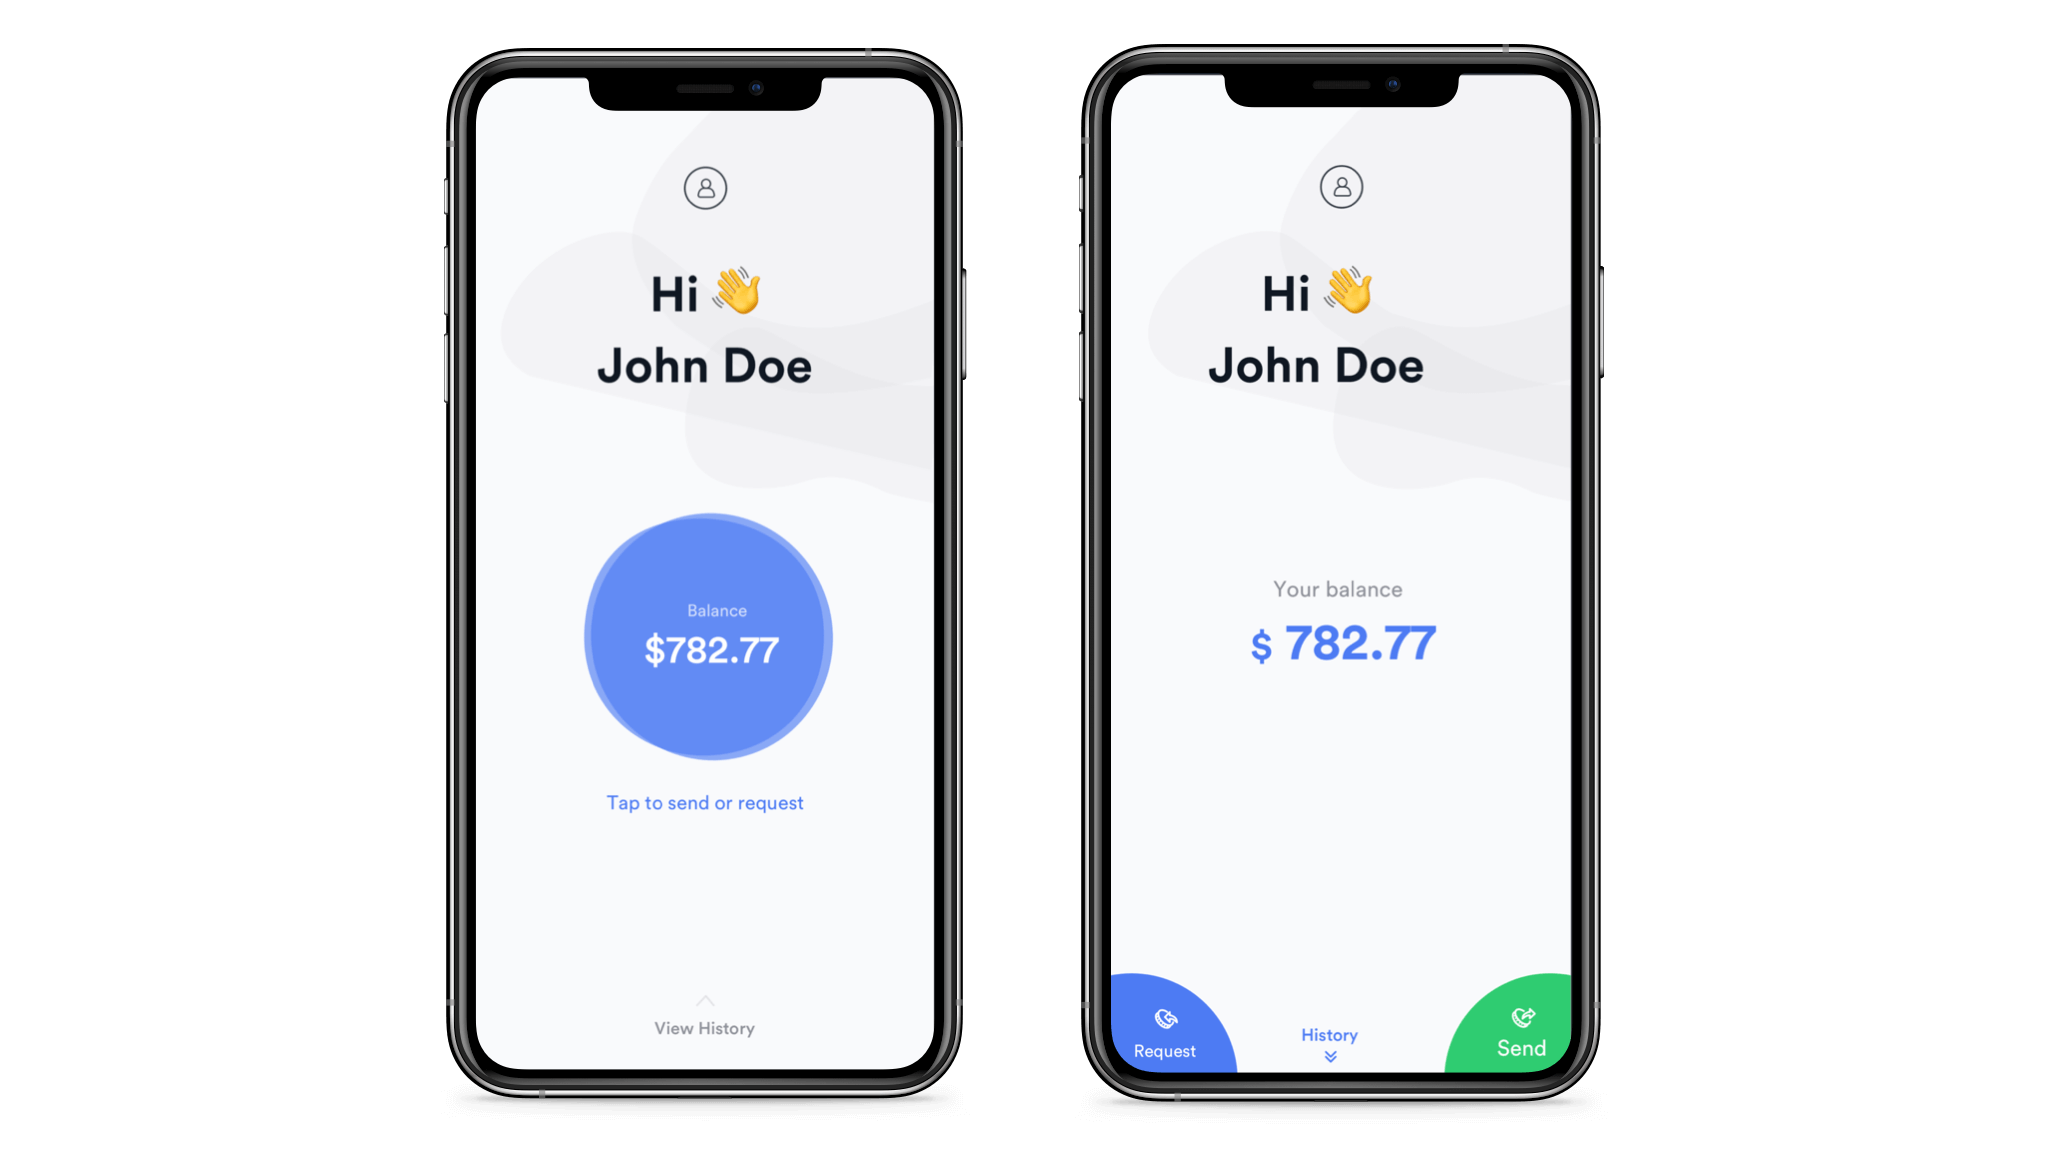 Hi 👋
John Doe
Balance
$782.77
Tap to send or request
View History
Hi 👋
John Doe
Your balance
$ 782.77
Request
History
Send